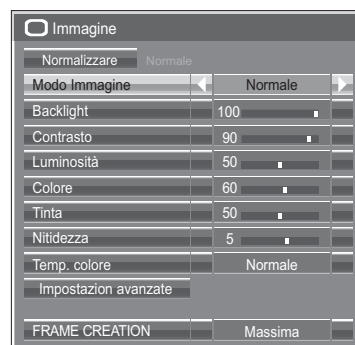 Immagine
Normalizzare Normale
Modo Immagine Normale
Backlight 100
Contrasto 90
Luminosità 50
Colore 60
Tinta 50
Nitidezza 5
Temp. colore Normale
Impostazion avanzate
FRAME CREATION Massima